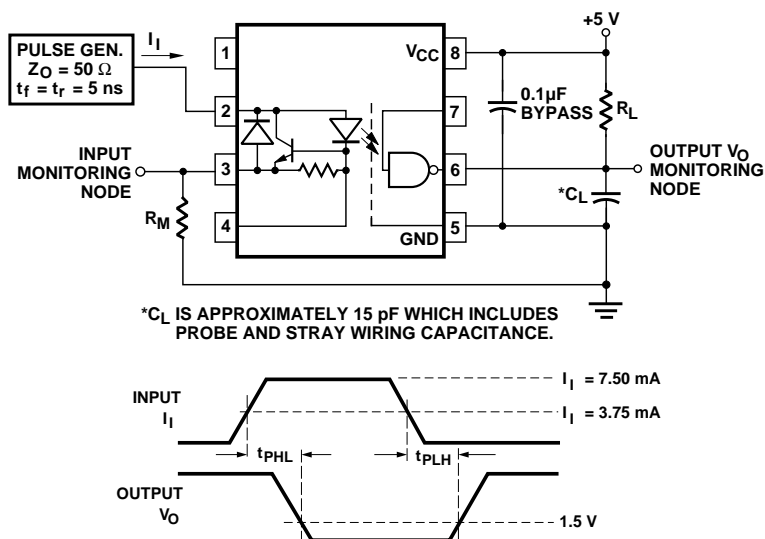 +5 V
PULSE GEN.
Z_O = 50 Ω
t_f = t_r = 5 ns
I_I
1
V_CC
8
2
7
0.1µF
BYPASS
R_L
INPUT
MONITORING
NODE
3
6
OUTPUT V_O
MONITORING
NODE
*C_L
R_M
4
GND
5
*C_L IS APPROXIMATELY 15 pF WHICH INCLUDES
PROBE AND STRAY WIRING CAPACITANCE.
INPUT
I_I
I_I = 7.50 mA
I_I = 3.75 mA
t_PHL
t_PLH
OUTPUT
V_O
1.5 V